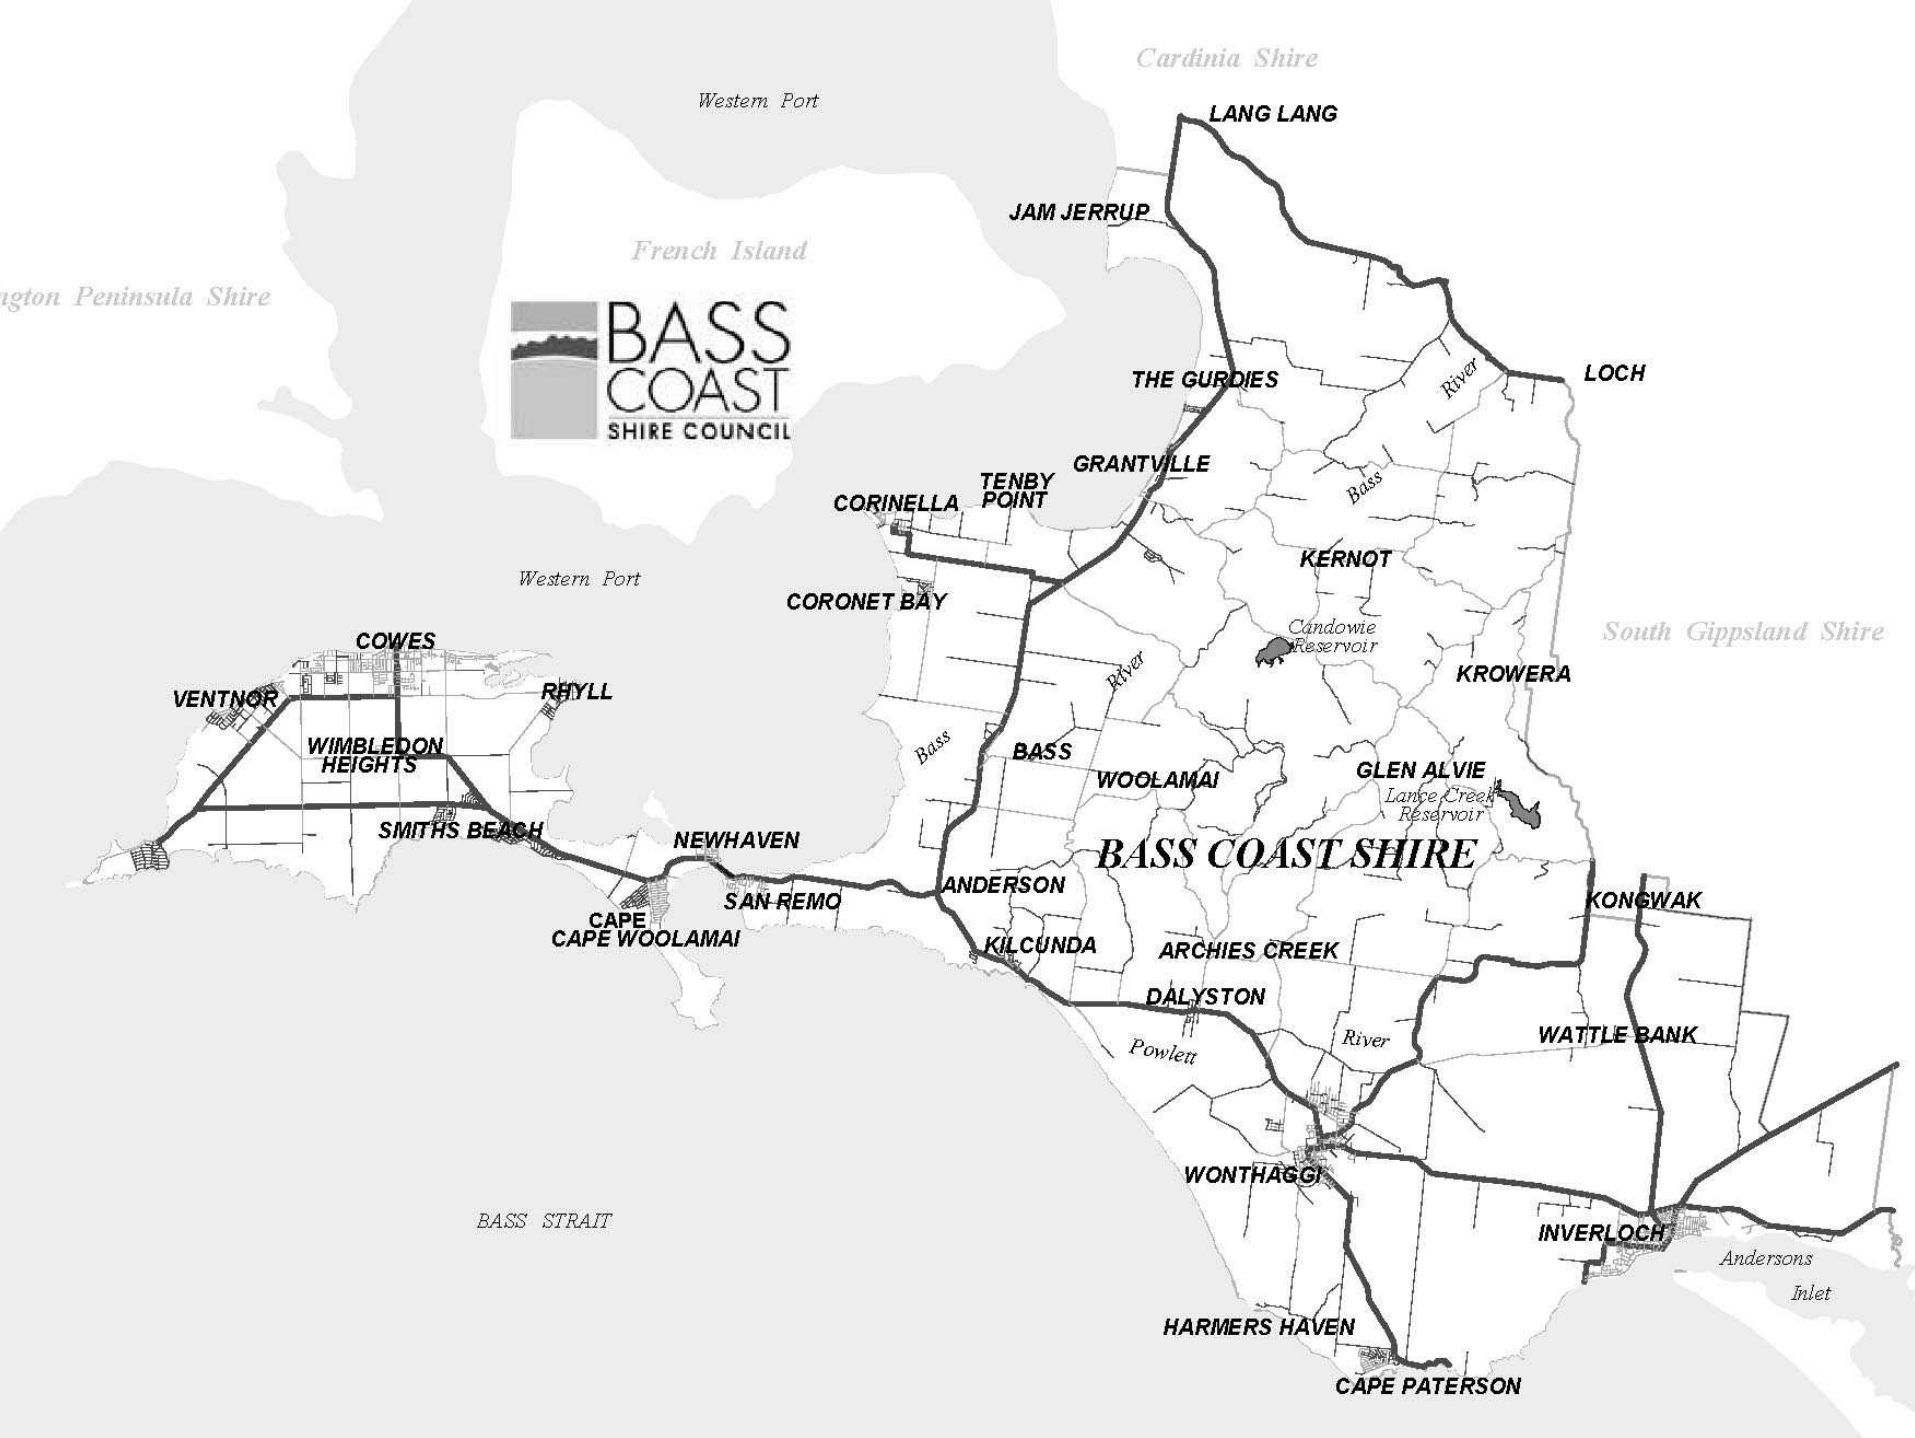 Cardinia Shire
Western Port
LANG LANG
JAM JERRUP
French Island
ngton Peninsula Shire
BASS
COAST
SHIRE COUNCIL
LOCH
THE GURDIES
River
GRANTVILLE
Bass
TENBY
POINT
CORINELLA
KERNOT
Western Port
CORONET BAY
Candowie
Reservoir
South Gippsland Shire
COWES
River
KROWERA
VENTNOR
RHYLL
WIMBLEDON
HEIGHTS
Bass
BASS
WOOLAMAI
GLEN ALVIE
Lance Creek
Reservoir
SMITHS BEACH
NEWHAVEN
BASS COAST SHIRE
ANDERSON
SAN REMO
KONGWAK
CAPE
CAPE WOOLAMAI
KILCUNDA
ARCHIES CREEK
DALYSTON
Powlett
River
WATTLE BANK
WONTHAGGI
BASS STRAIT
INVERLOCH
Andersons
Inlet
HARMERS HAVEN
CAPE PATERSON